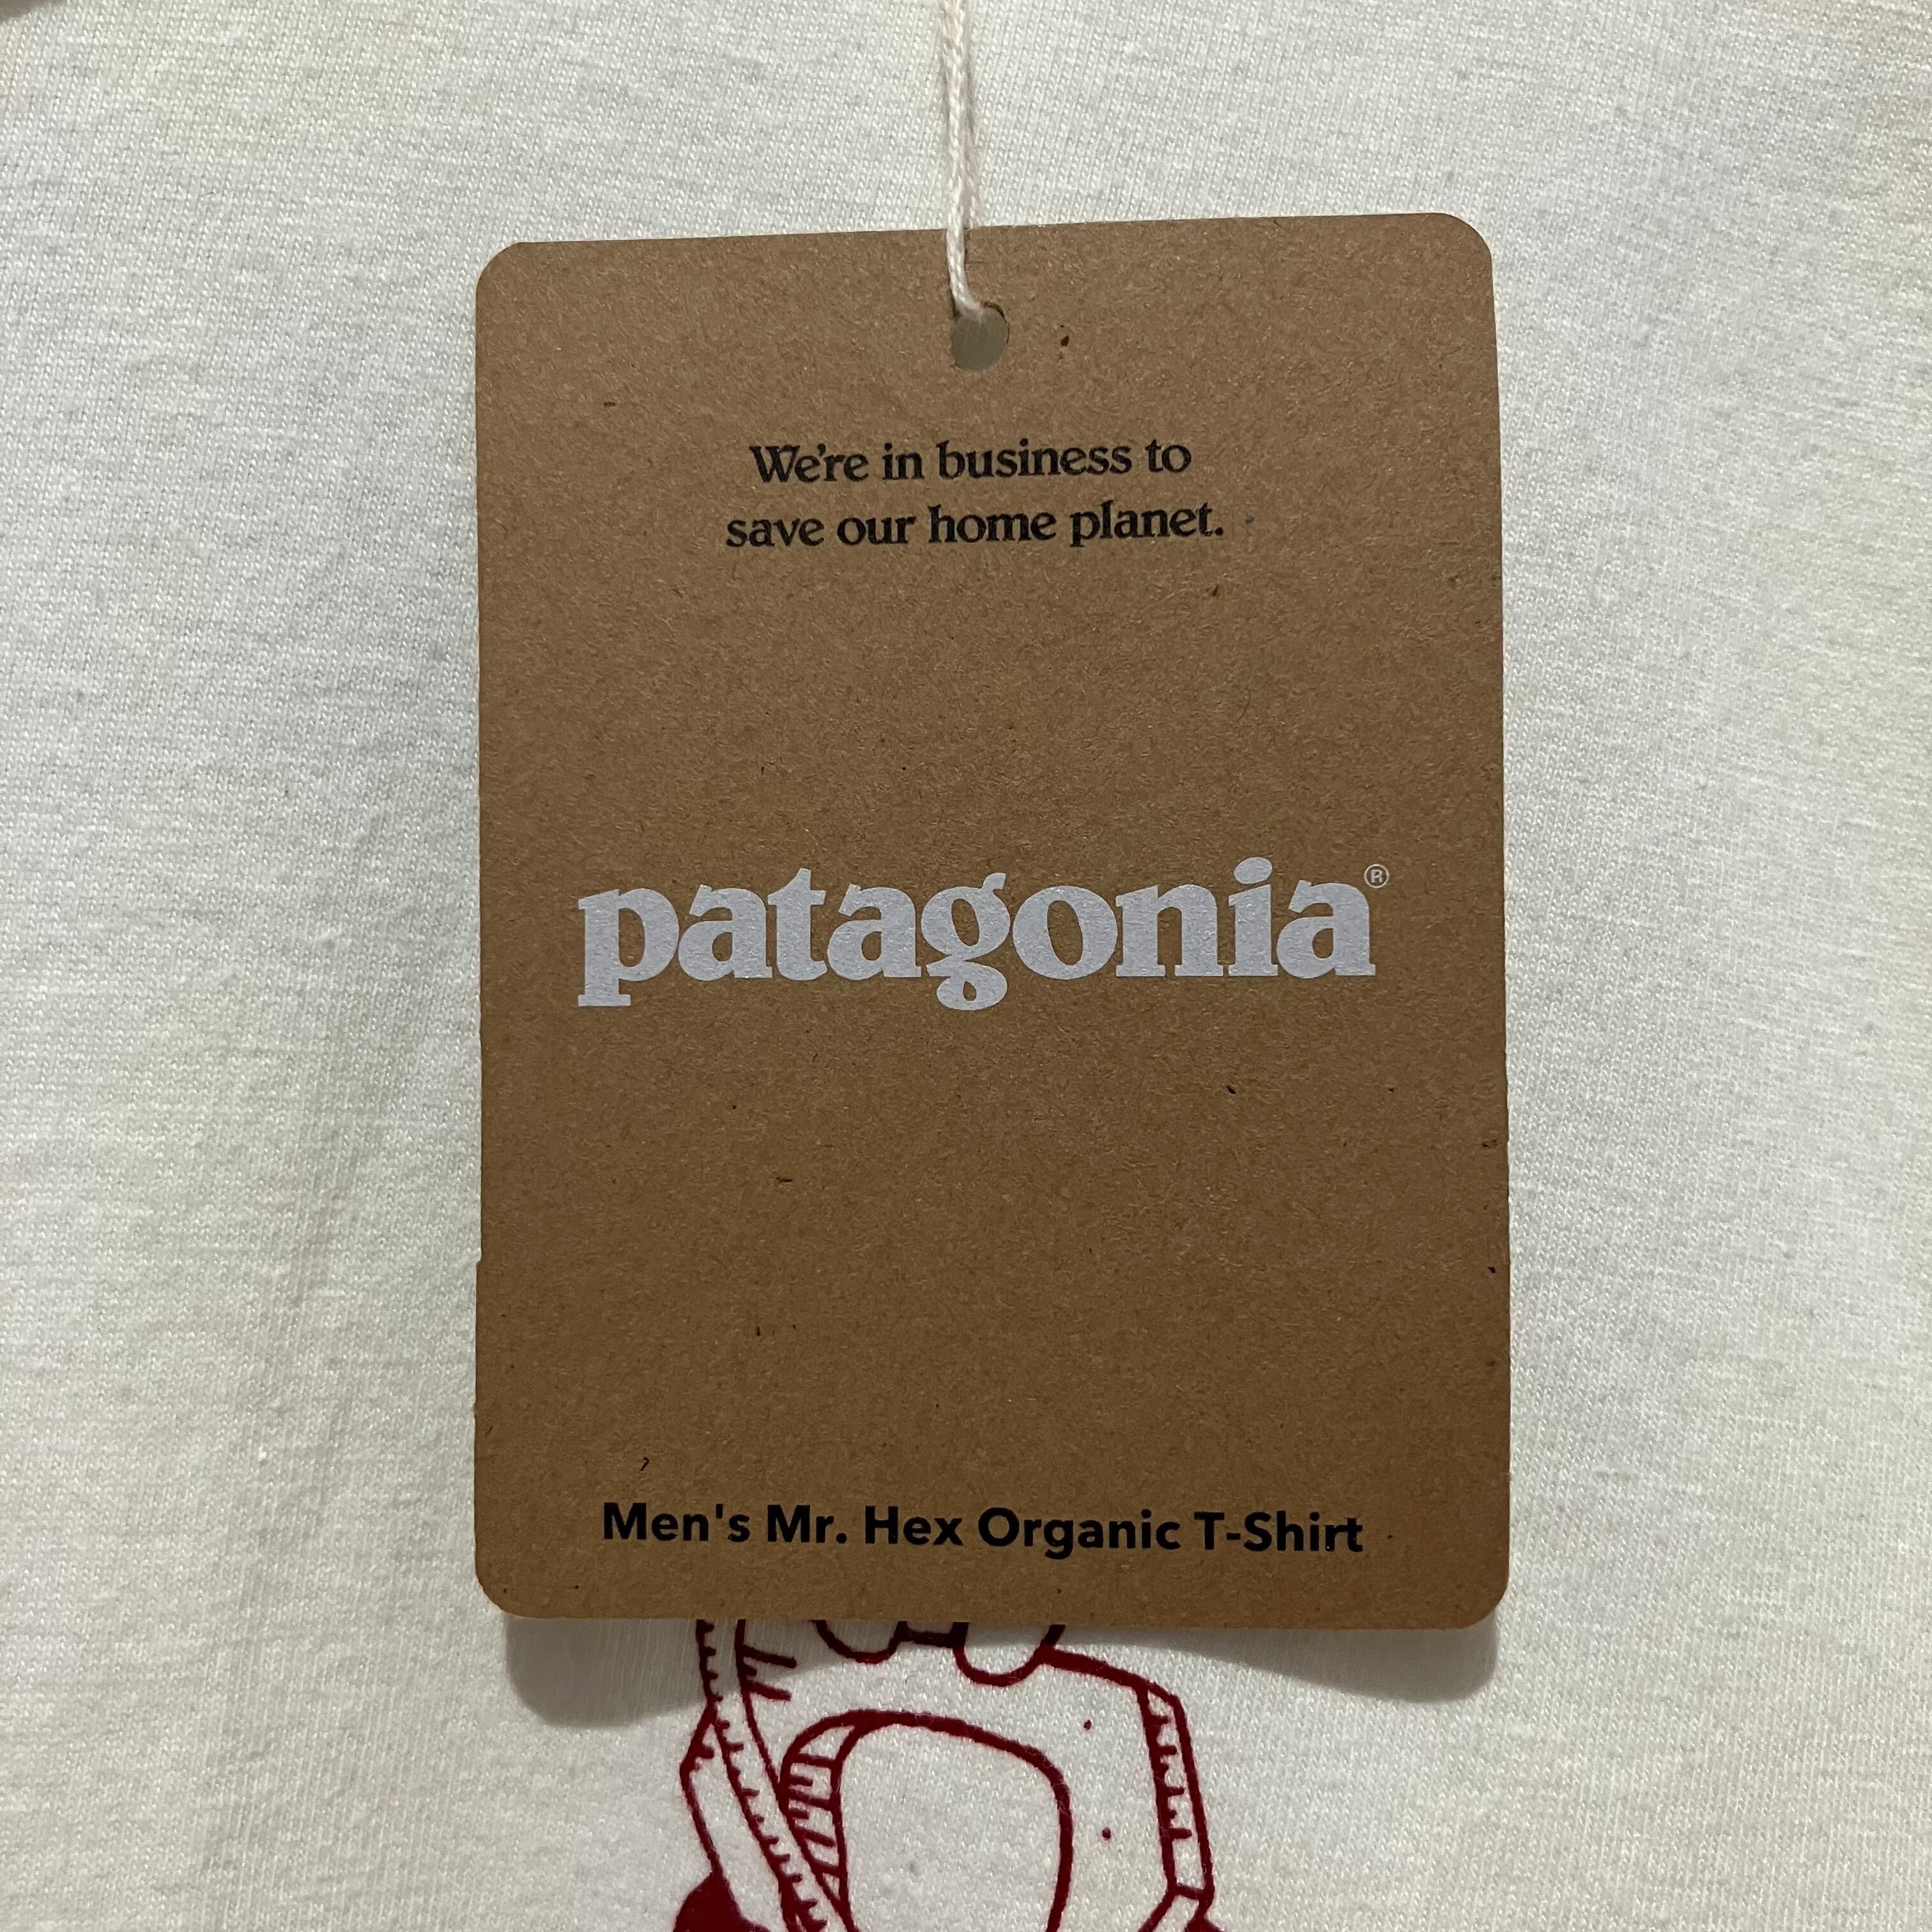 We're in business to
save our home planet.
patagonia®
Men's Mr. Hex Organic T-Shirt